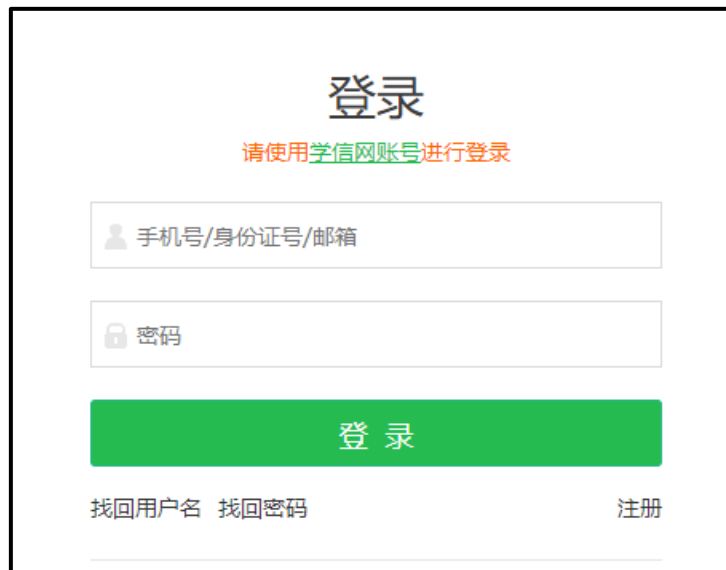 登录
请使用学信网账号进行登录
手机号/身份证号/邮箱
密码
登 录
找回用户名 找回密码 注册